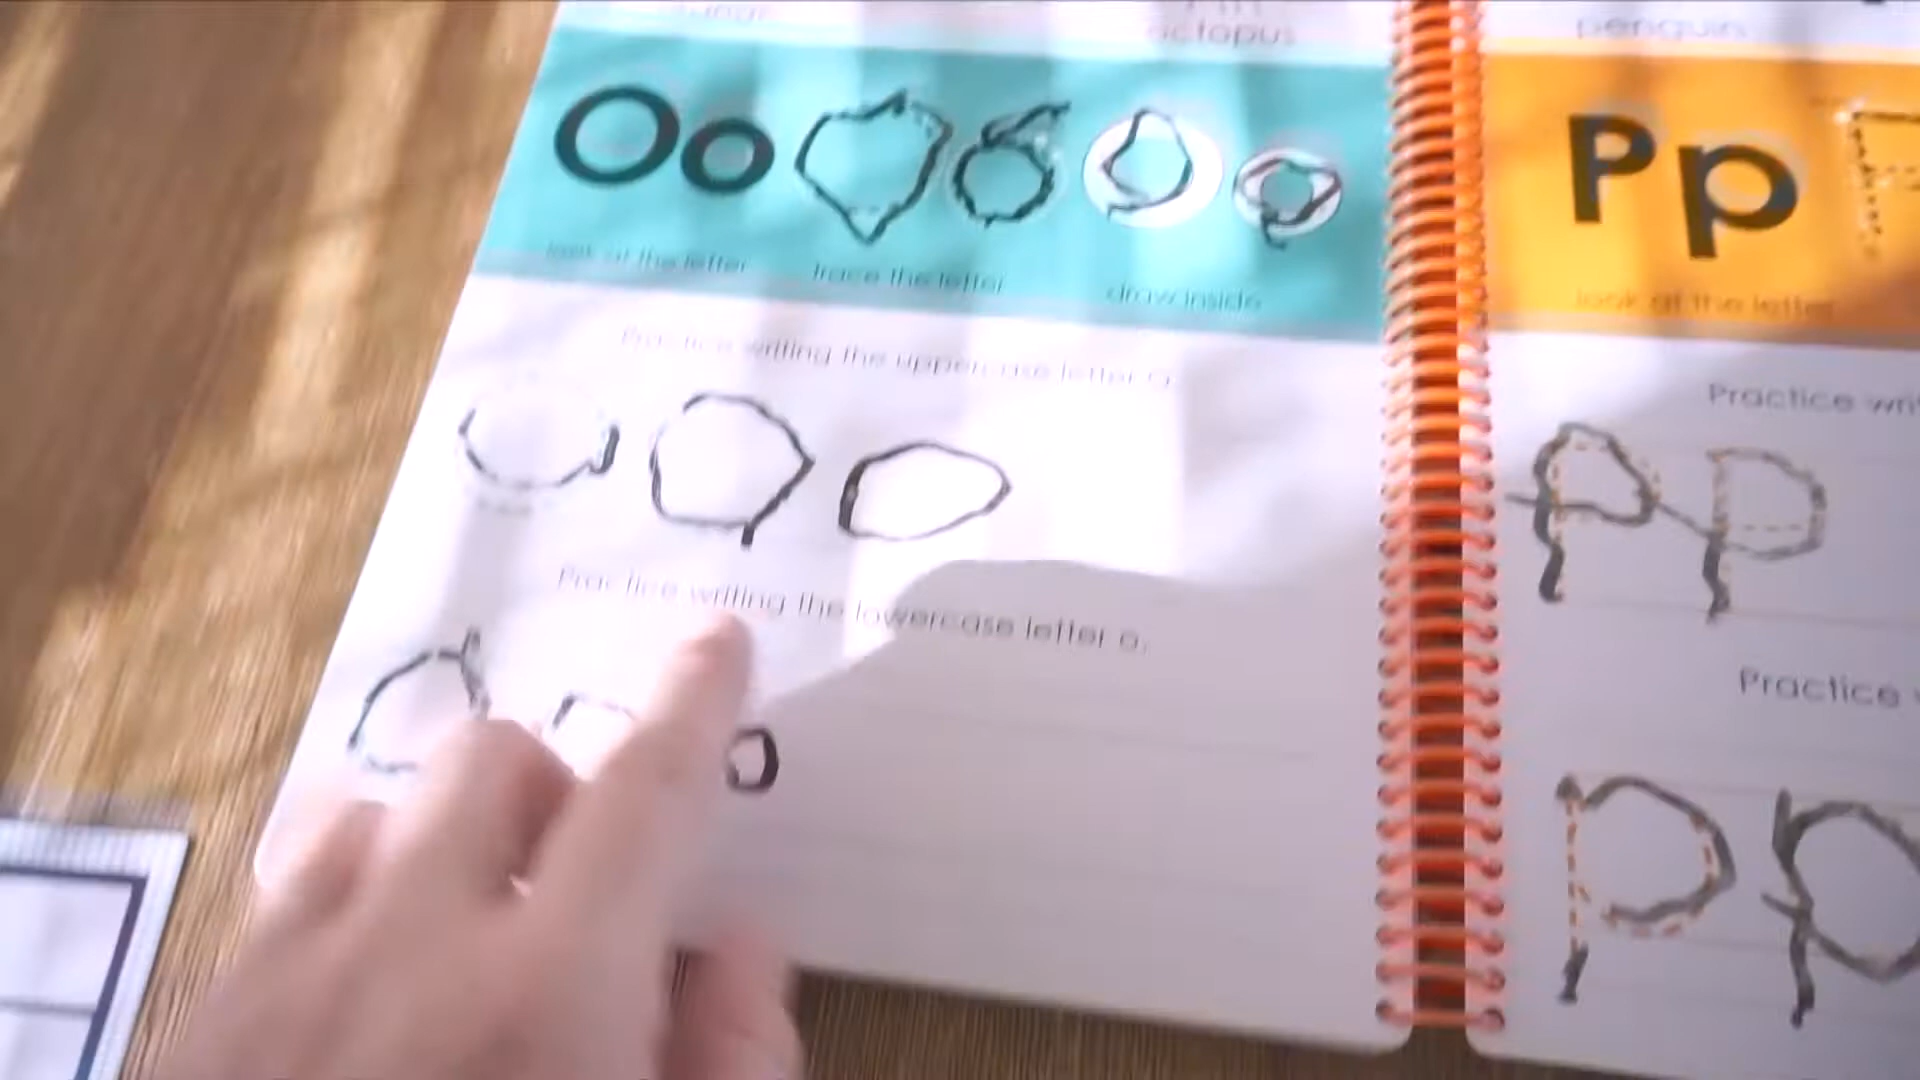 octopus
Oo O o O o
look at the letter trace the letter draw inside
Practice writing the uppercase letter o.
O O O
Practice writing the lowercase letter o.
o o o
penguin
Pp P
look at the letter
Practice
P P
Practice
p p